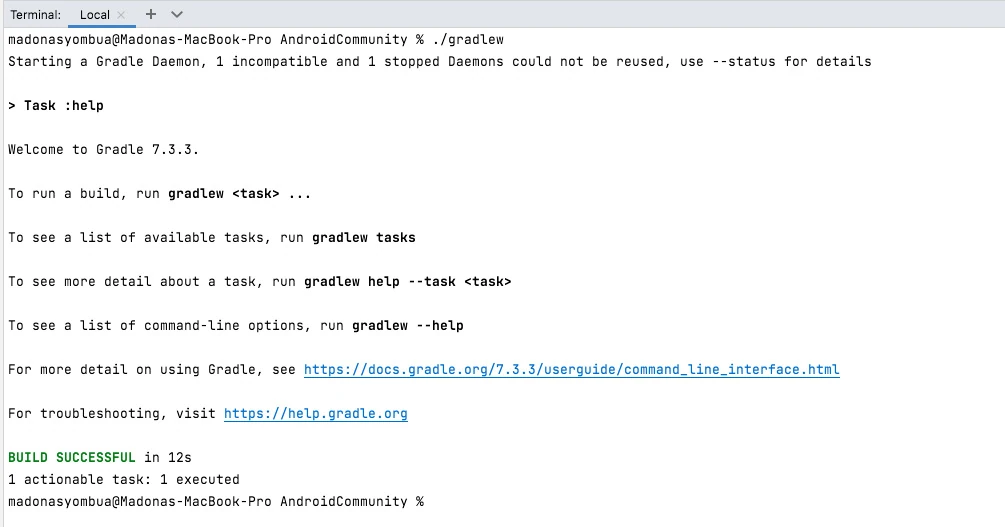 Terminal: Local × +
madonasyombua@Madonas-MacBook-Pro AndroidCommunity % ./gradlew
Starting a Gradle Daemon, 1 incompatible and 1 stopped Daemons could not be reused, use --status for details
> Task :help
Welcome to Gradle 7.3.3.
To run a build, run gradlew <task> ...
To see a list of available tasks, run gradlew tasks
To see more detail about a task, run gradlew help --task <task>
To see a list of command-line options, run gradlew --help
For more detail on using Gradle, see https://docs.gradle.org/7.3.3/userguide/command_line_interface.html
For troubleshooting, visit https://help.gradle.org
BUILD SUCCESSFUL in 12s
1 actionable task: 1 executed
madonasyombua@Madonas-MacBook-Pro AndroidCommunity %